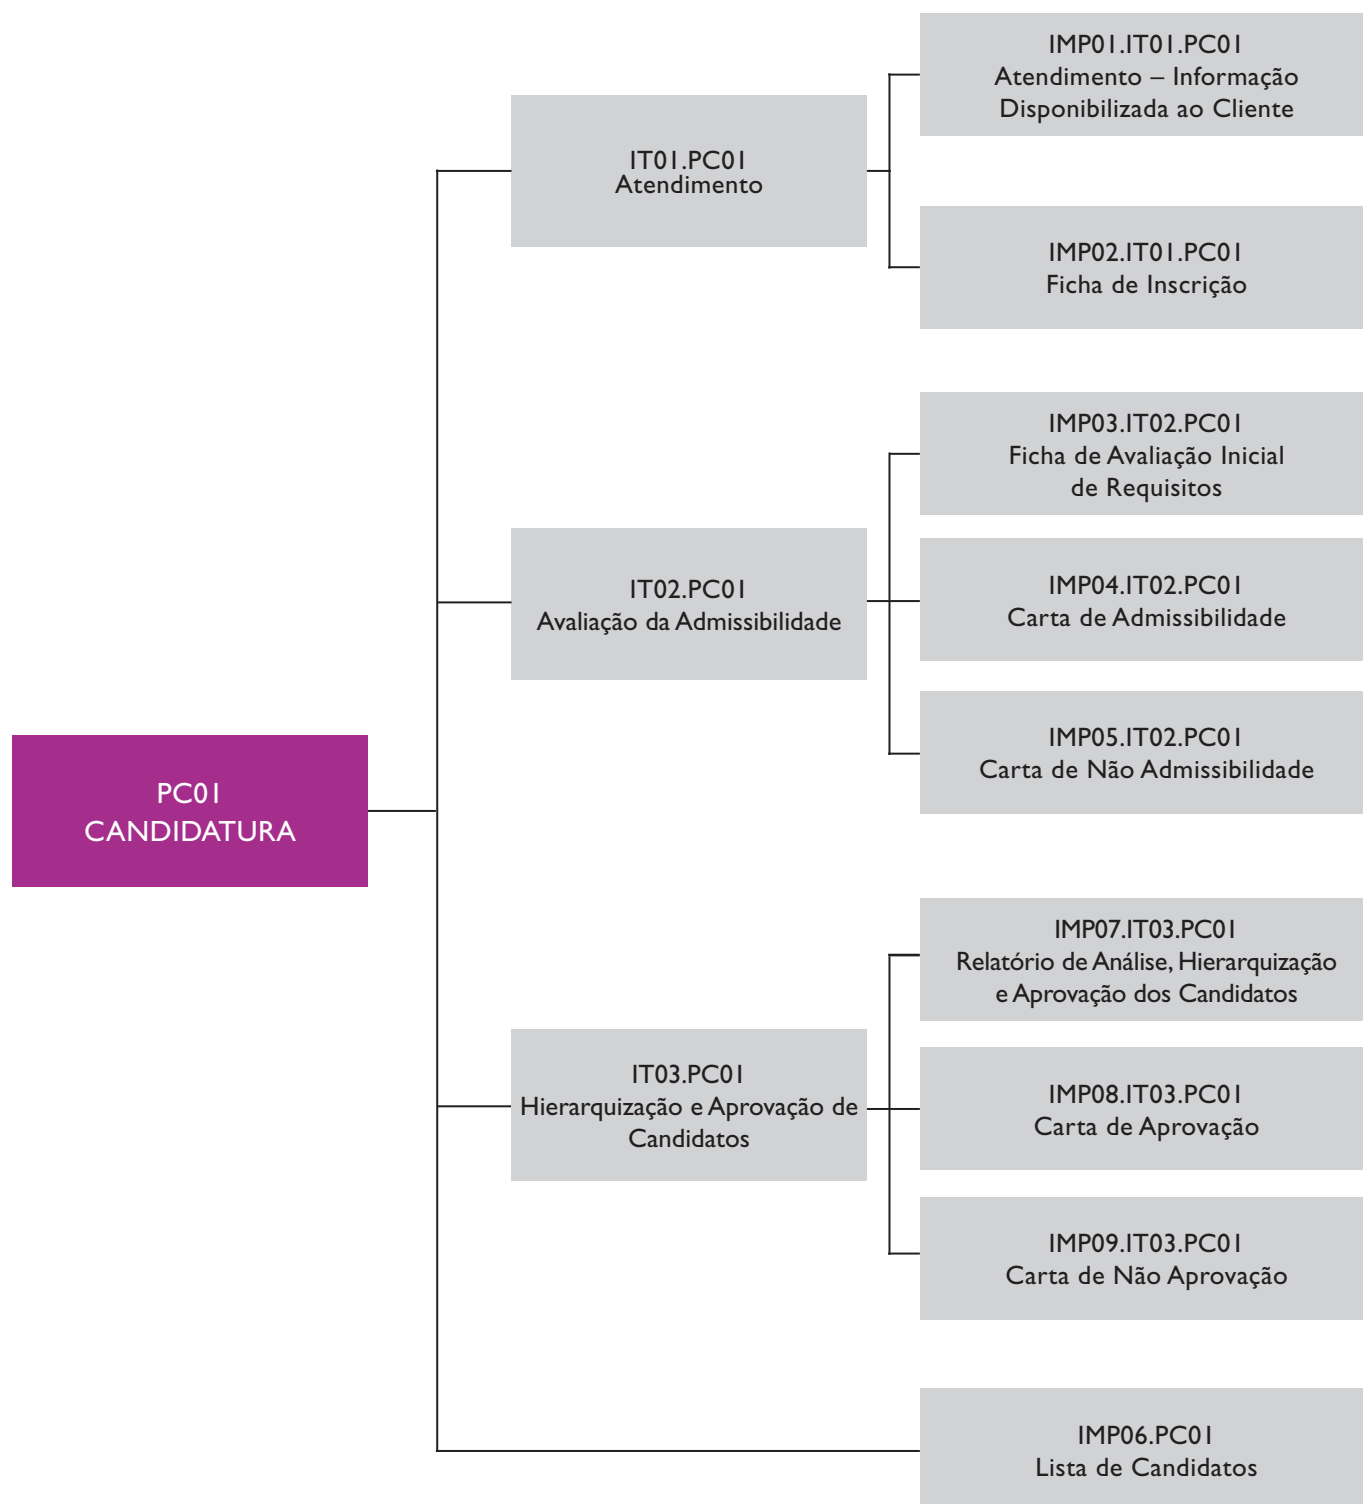 PC01
CANDIDATURA
IT01.PC01
Atendimento
IMP01.IT01.PC01
Atendimento – Informação
Disponibilizada ao Cliente
IMP02.IT01.PC01
Ficha de Inscrição
IT02.PC01
Avaliação da Admissibilidade
IMP03.IT02.PC01
Ficha de Avaliação Inicial
de Requisitos
IMP04.IT02.PC01
Carta de Admissibilidade
IMP05.IT02.PC01
Carta de Não Admissibilidade
IT03.PC01
Hierarquização e Aprovação de
Candidatos
IMP07.IT03.PC01
Relatório de Análise, Hierarquização
e Aprovação dos Candidatos
IMP08.IT03.PC01
Carta de Aprovação
IMP09.IT03.PC01
Carta de Não Aprovação
IMP06.PC01
Lista de Candidatos